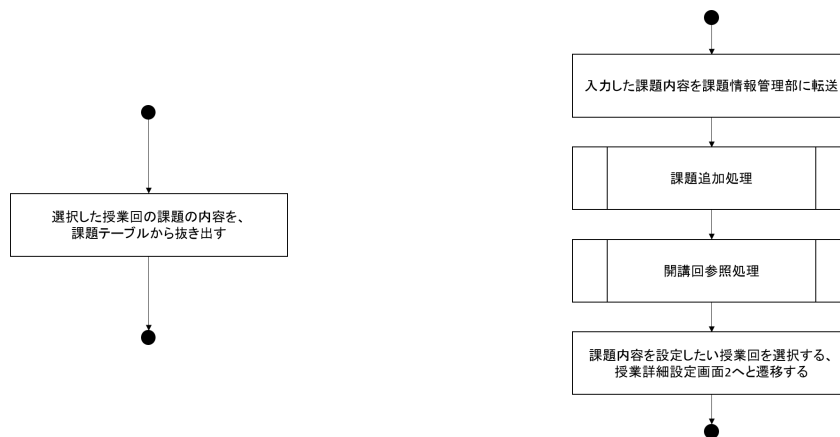 選択した授業回の課題の内容を、
課題テーブルから抜き出す
入力した課題内容を課題情報管理部に転送
課題追加処理
開講回参照処理
課題内容を設定したい授業回を選択する、
授業詳細設定画面2へと遷移する